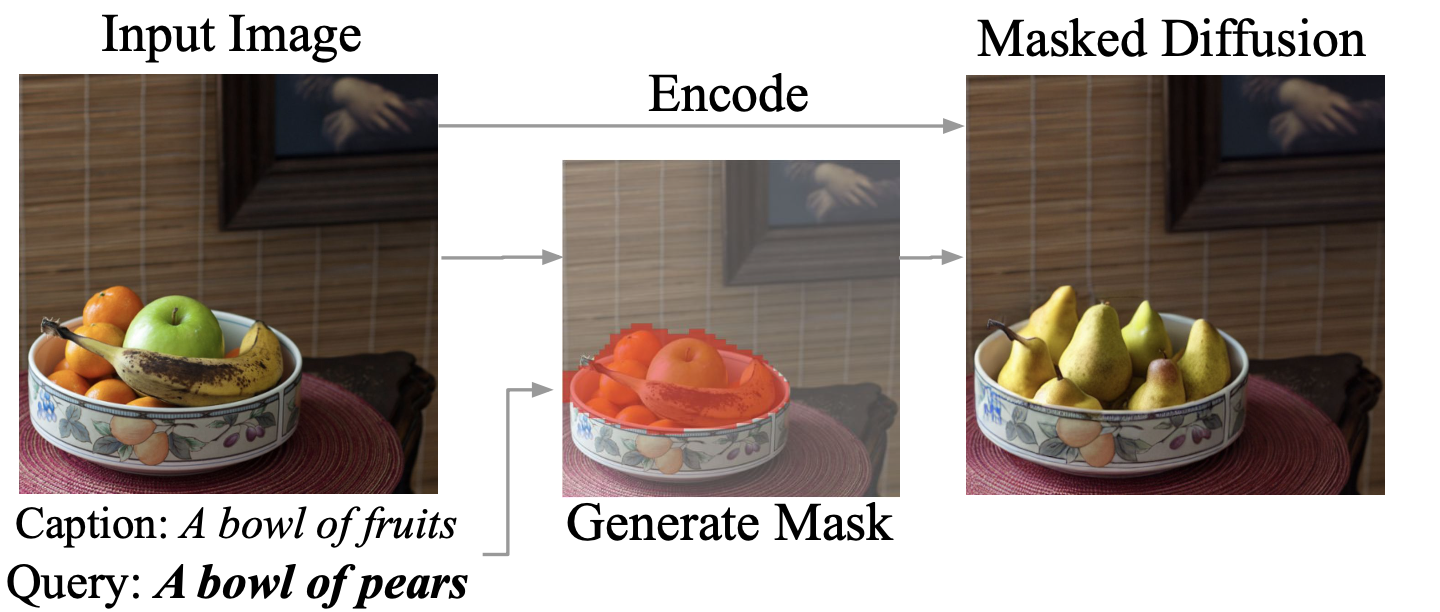 Input Image
Masked Diffusion
Encode
Generate Mask
Caption: A bowl of fruits
Query: A bowl of pears